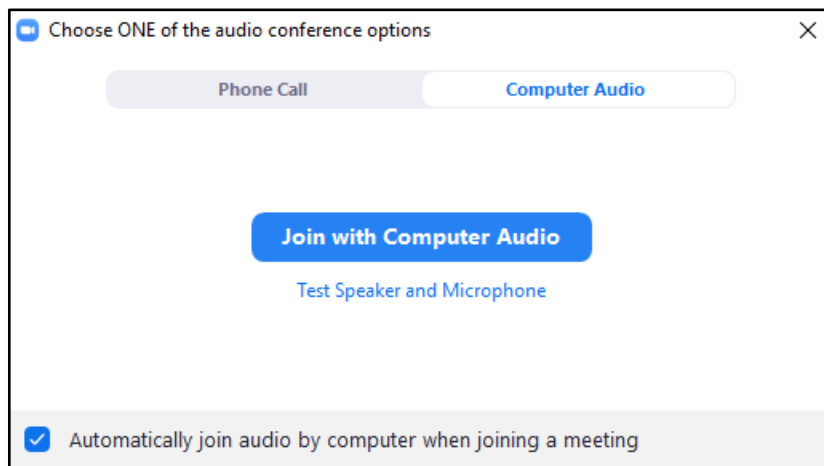 Choose ONE of the audio conference options
Phone Call
Computer Audio
Join with Computer Audio
Test Speaker and Microphone
Automatically join audio by computer when joining a meeting